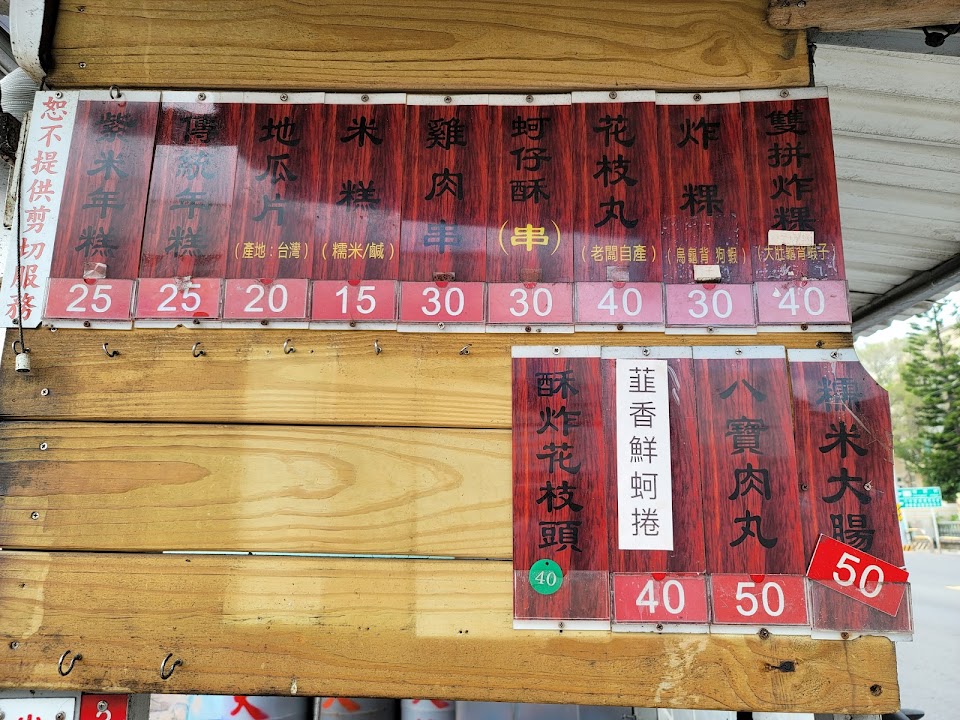 恕不提供剪切服務
紫米年糕
25
傳統年糕
25
地瓜片
(產地：台灣)
20
米糕
(糯米/鹹)
15
雞肉串
30
蚵仔酥
(串)
30
花枝丸
(老闆自產)
40
炸粿
(烏龜背 狗蝦)
30
雙拼炸粿
(大肚龜背蝦子)
40
酥炸花枝頭
40
韮香鮮蚵捲
40
八寶肉丸
50
糯米大腸
50